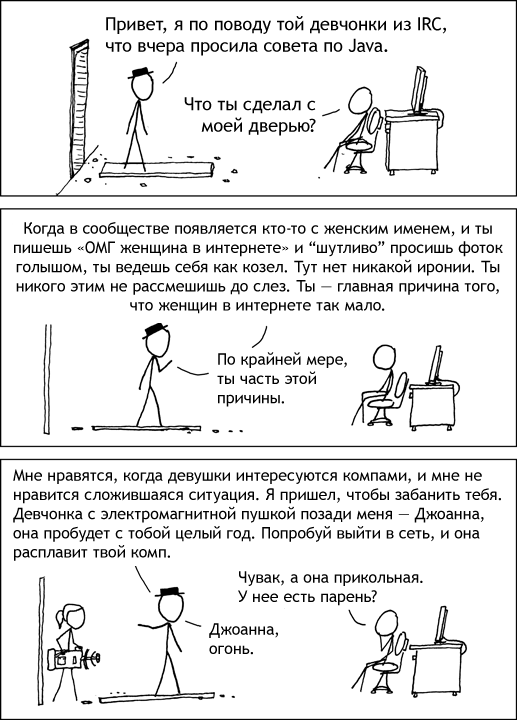 Привет, я по поводу той девчонки из IRC,
что вчера просила совета по Java.
Что ты сделал с
моей дверью?
Когда в сообществе появляется кто-то с женским именем, и ты
пишешь «ОМГ женщина в интернете» и “шутливо” просишь фоток
голышом, ты ведешь себя как козел. Тут нет никакой иронии. Ты
никого этим не рассмешишь до слез. Ты — главная причина того,
что женщин в интернете так мало.
По крайней мере,
ты часть этой
причины.
Мне нравятся, когда девушки интересуются компами, и мне не
нравится сложившаяся ситуация. Я пришел, чтобы забанить тебя.
Девчонка с электромагнитной пушкой позади меня — Джоанна,
она пробудет с тобой целый год. Попробуй выйти в сеть, и она
расплавит твой комп.
Чувак, а она прикольная.
У нее есть парень?
Джоанна,
огонь.